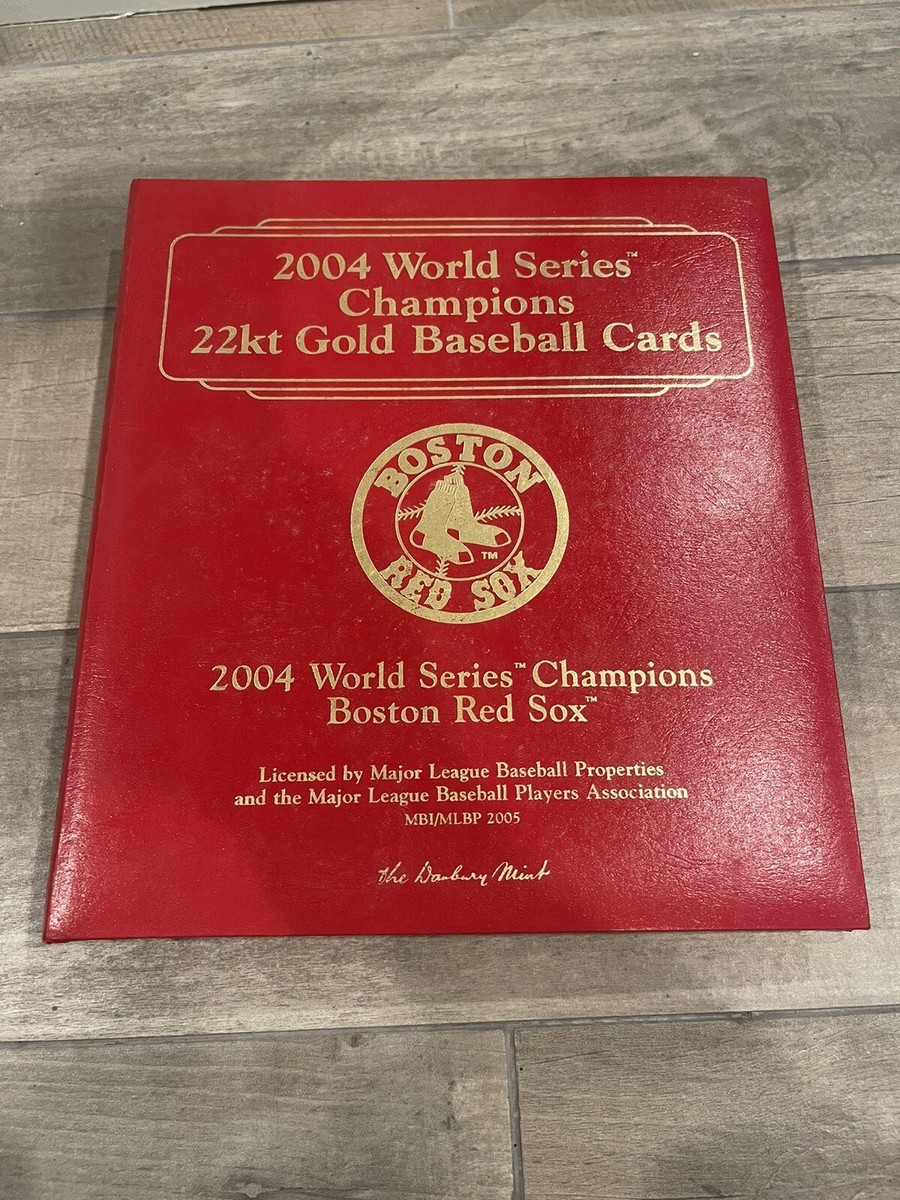 2004 World Series™
Champions
22kt Gold Baseball Cards
BOSTON
RED SOX
TM
2004 World Series™ Champions
Boston Red Sox™
Licensed by Major League Baseball Properties
and the Major League Baseball Players Association
MBI/MLBP 2005
The Danbury Mint